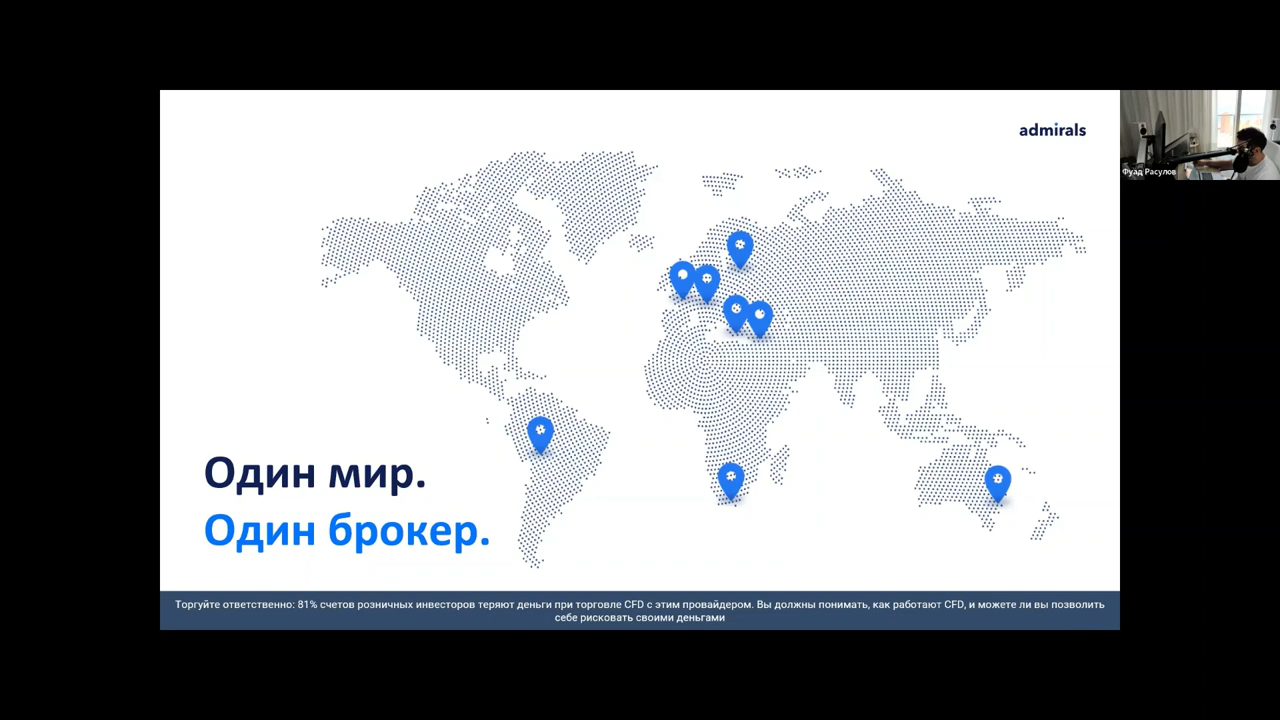 admirals
Фуад Расулов
Один мир.
Один брокер.
Торгуйте ответственно: 81% счетов розничных инвесторов теряют деньги при торговле CFD с этим провайдером. Вы должны понимать, как работают CFD, и можете ли вы позволить
себе рисковать своими деньгами